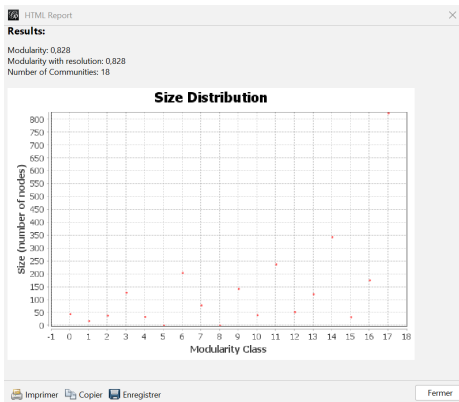 HTML Report
Results:
Modularity: 0,828
Modularity with resolution: 0,828
Number of Communities: 18
Size Distribution
800
750
700
650
600
550
500
450
400
350
300
250
200
150
100
50
0
Size (number of nodes)
-1 0 1 2 3 4 5 6 7 8 9 10 11 12 13 14 15 16 17 18
Modularity Class
Imprimer Copier Enregistrer Fermer